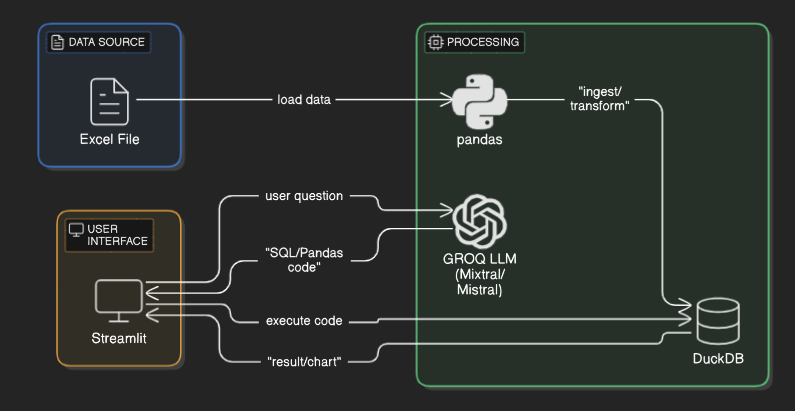 DATA SOURCE
Excel File
load data
PROCESSING
pandas
"ingest/
transform"
USER
INTERFACE
Streamlit
user question
"SQL/Pandas
code"
execute code
"result/chart"
GROQ LLM
(Mixtral/
Mistral)
DuckDB